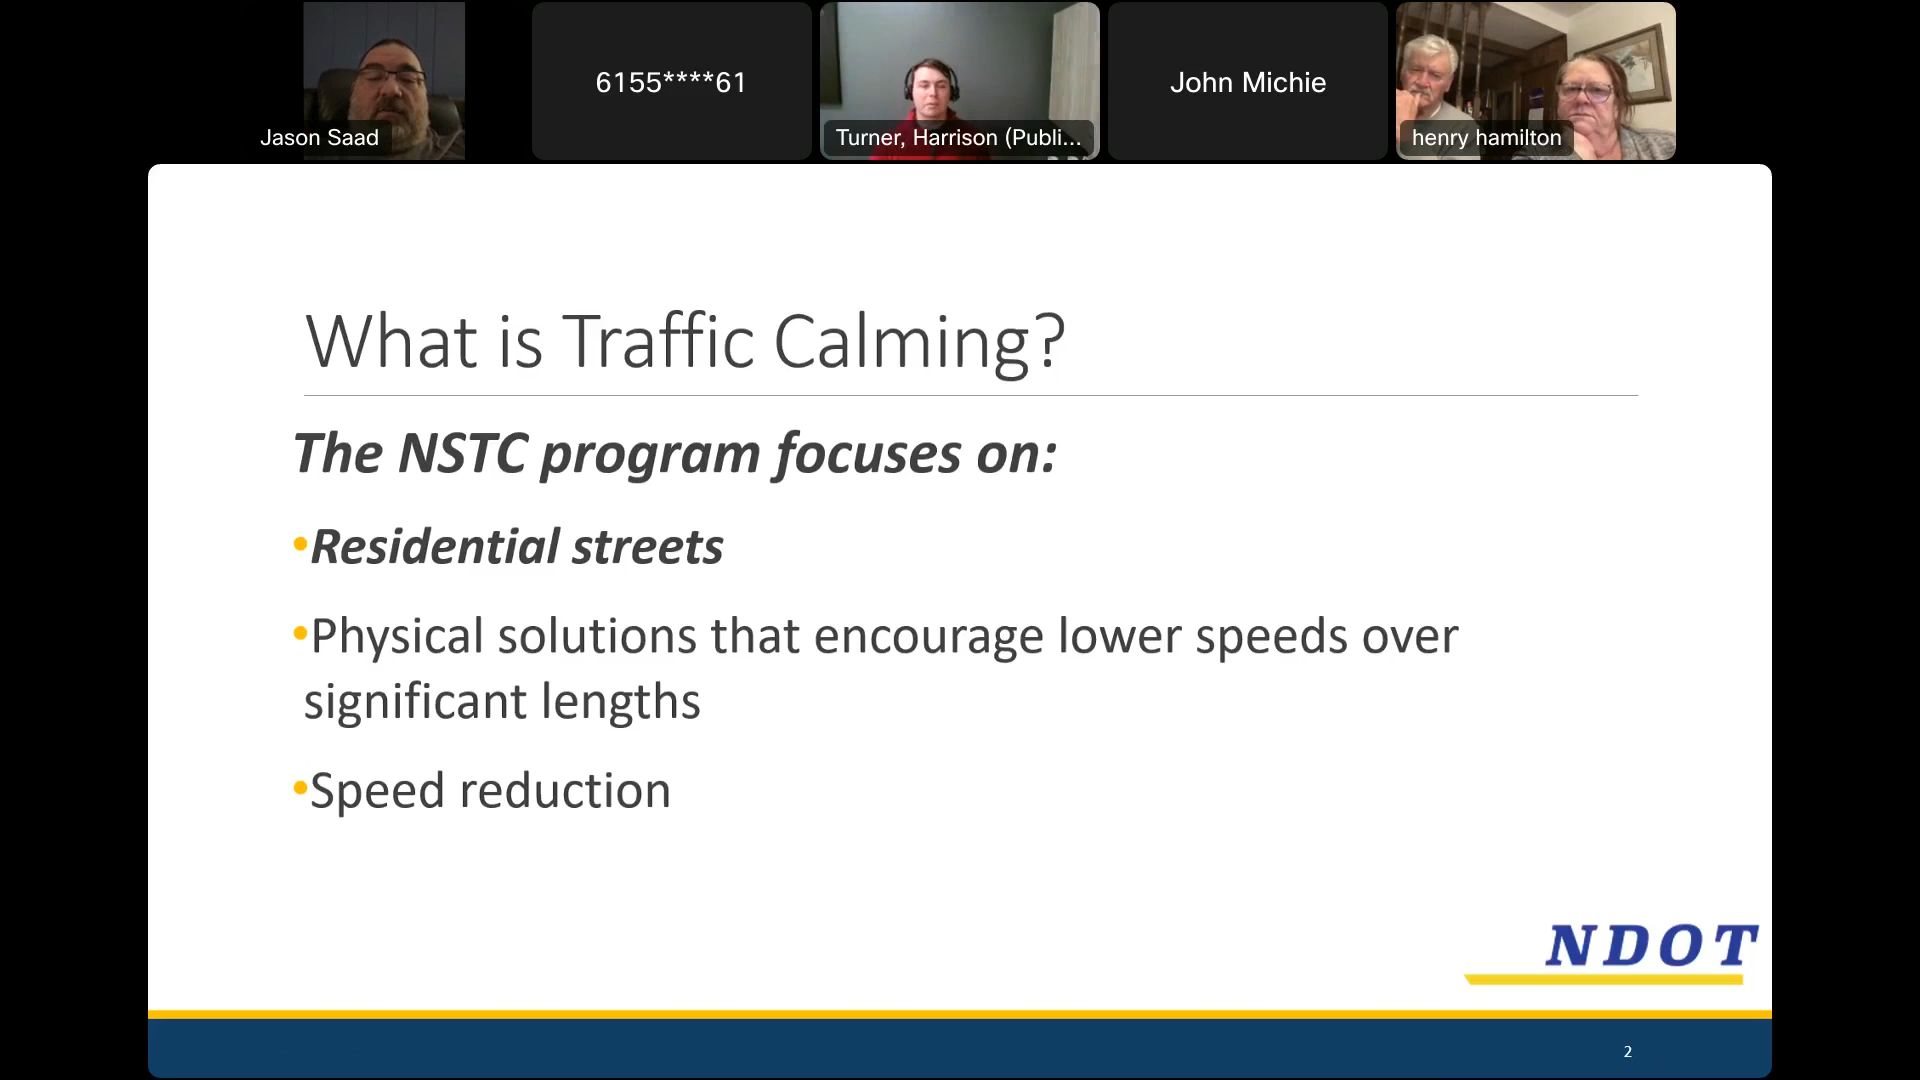 Jason Saad
6155****61
Turner, Harrison (Publi...
John Michie
henry hamilton
What is Traffic Calming?
The NSTC program focuses on:
•Residential streets
•Physical solutions that encourage lower speeds over
significant lengths
•Speed reduction
NDOT
2